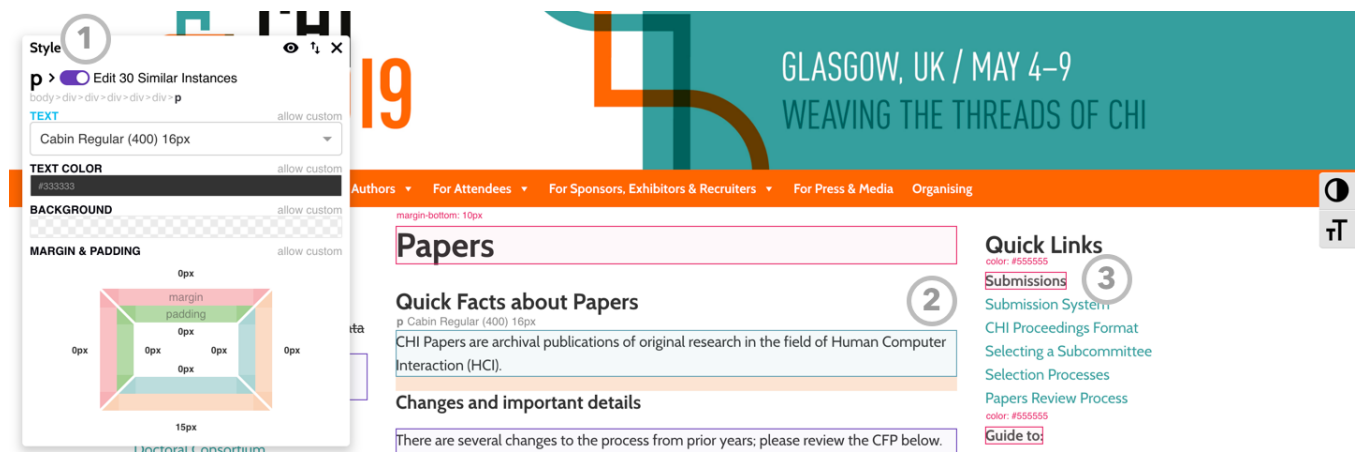 CHI
19
GLASGOW, UK / MAY 4–9
WEAVING THE THREADS OF CHI
Style
1
p > Edit 30 Similar Instances
body>div>div>div>div>div>p
TEXT allow custom
Cabin Regular (400) 16px
TEXT COLOR allow custom
#333333
BACKGROUND allow custom
MARGIN & PADDING allow custom
0px
margin
padding
0px
0px 0px 0px 0px
0px
15px
Doctoral Consortium
Authors ▾ For Attendees ▾ For Sponsors, Exhibitors & Recruiters ▾ For Press & Media Organising
TT
margin-bottom: 10px
Papers
Quick Facts about Papers
2
p Cabin Regular (400) 16px
CHI Papers are archival publications of original research in the field of Human Computer
Interaction (HCI).
Changes and important details
There are several changes to the process from prior years; please review the CFP below.
Quick Links
color: #555555
Submissions
3
Submission System
CHI Proceedings Format
Selecting a Subcommittee
Selection Processes
Papers Review Process
color: #555555
Guide to: